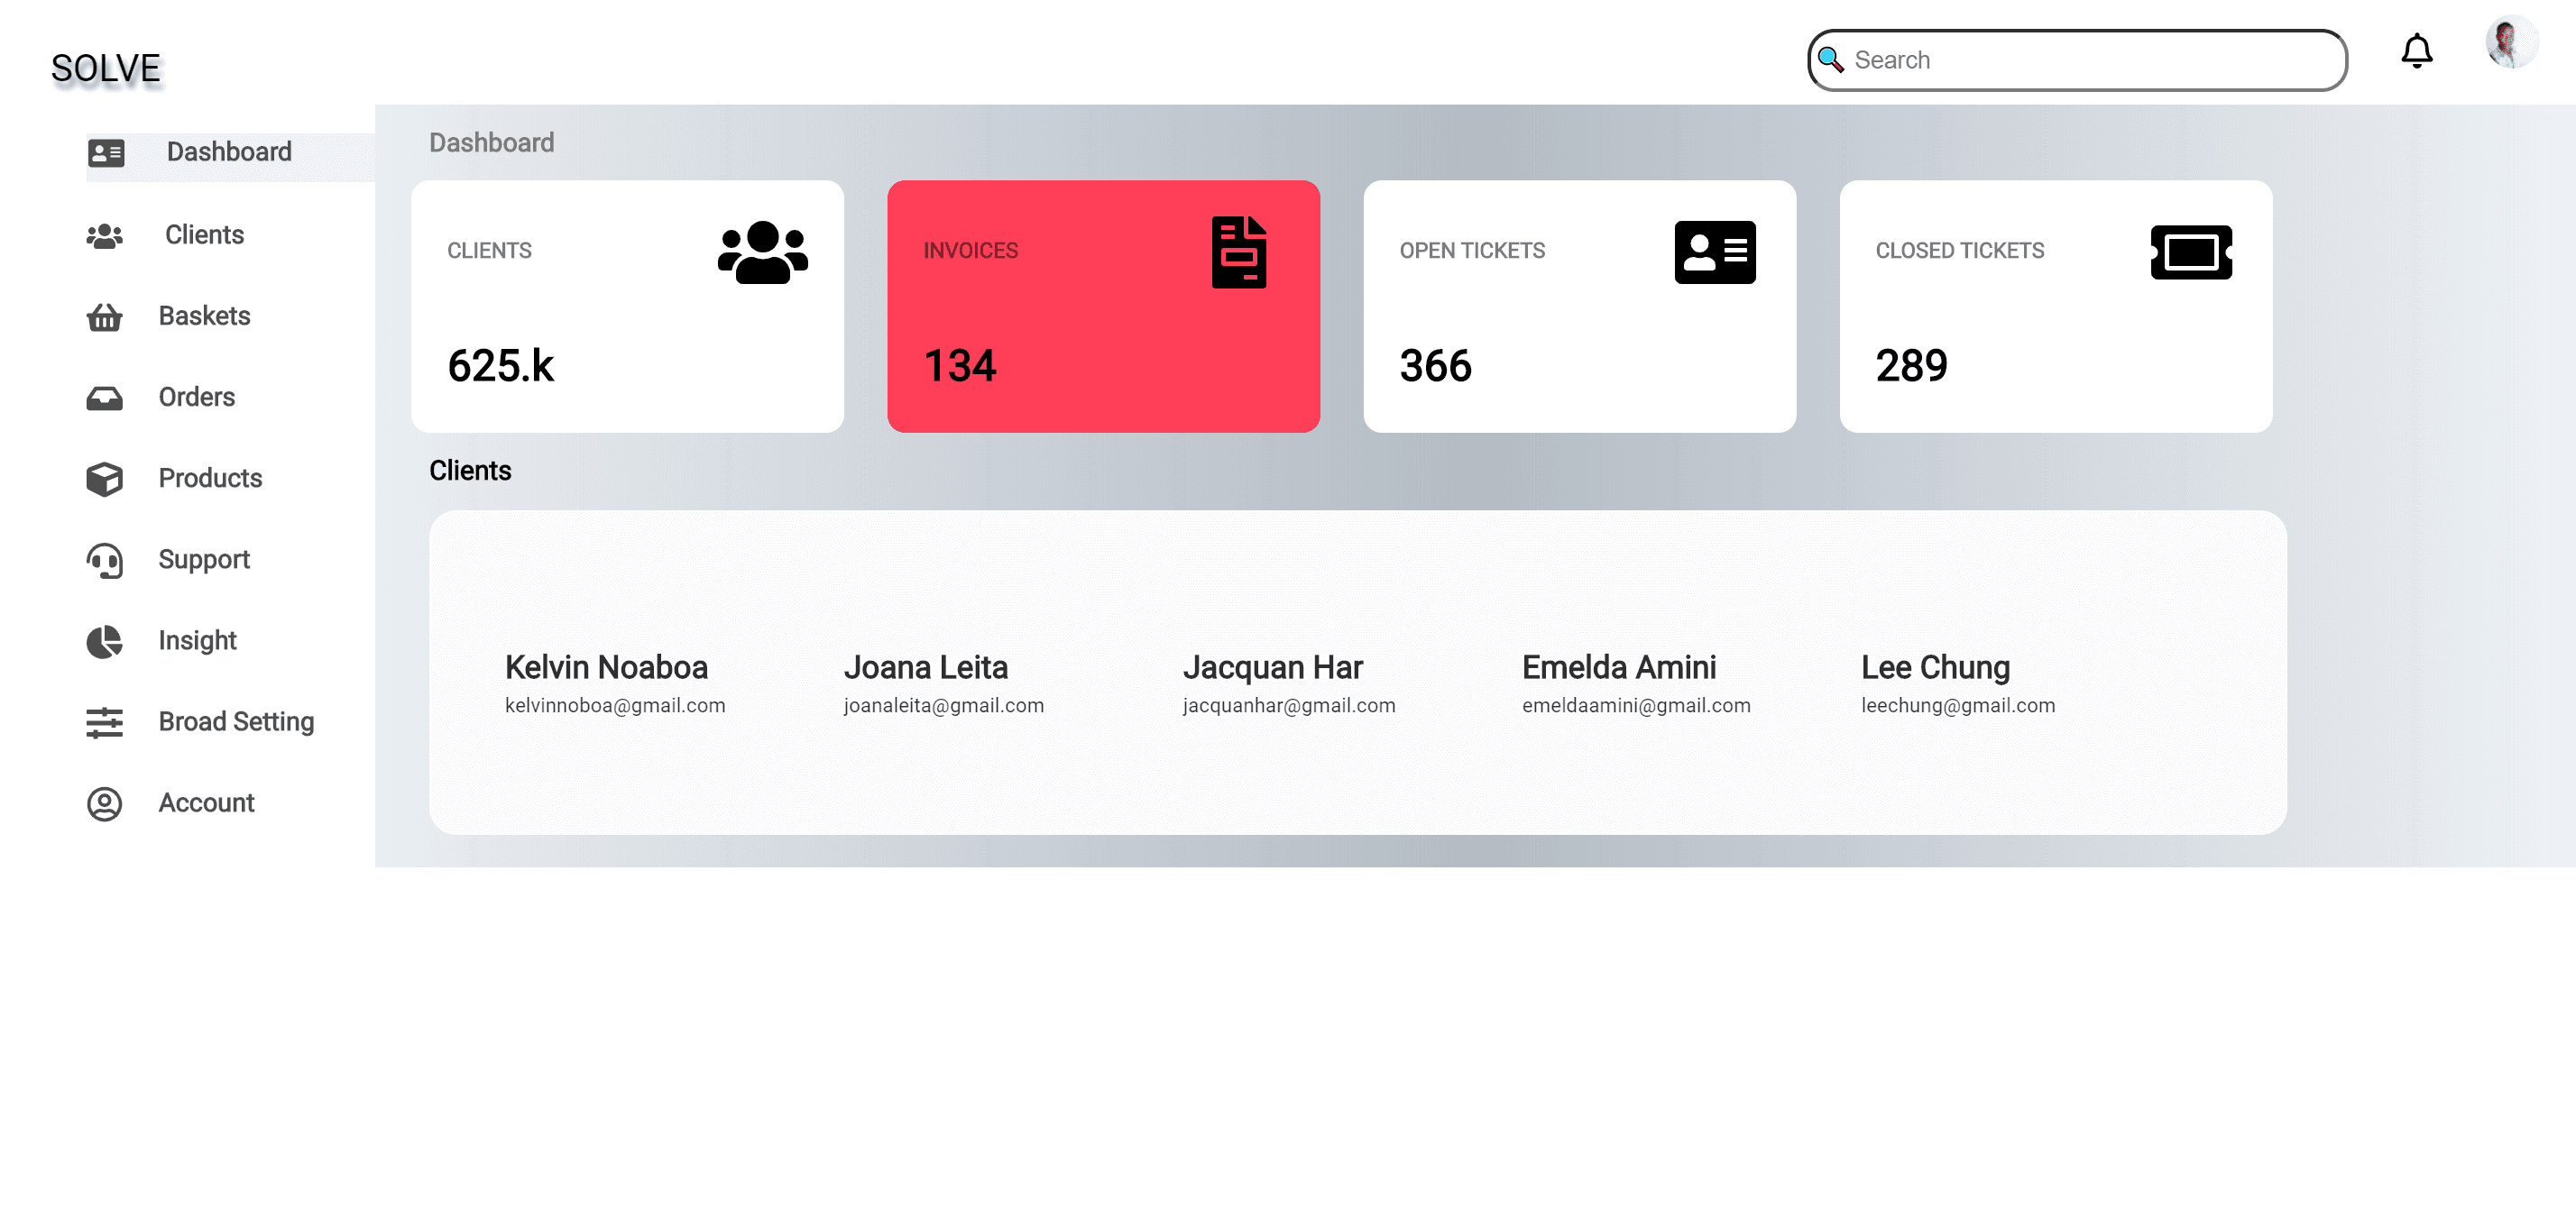 SOLVE
Search
Dashboard
Clients
Baskets
Orders
Products
Support
Insight
Broad Setting
Account
Dashboard
CLIENTS
625.k
INVOICES
134
OPEN TICKETS
366
CLOSED TICKETS
289
Clients
Kelvin Noaboa
kelvinnoboa@gmail.com
Joana Leita
joanaleita@gmail.com
Jacquan Har
jacquanhar@gmail.com
Emelda Amini
emeldaamini@gmail.com
Lee Chung
leechung@gmail.com